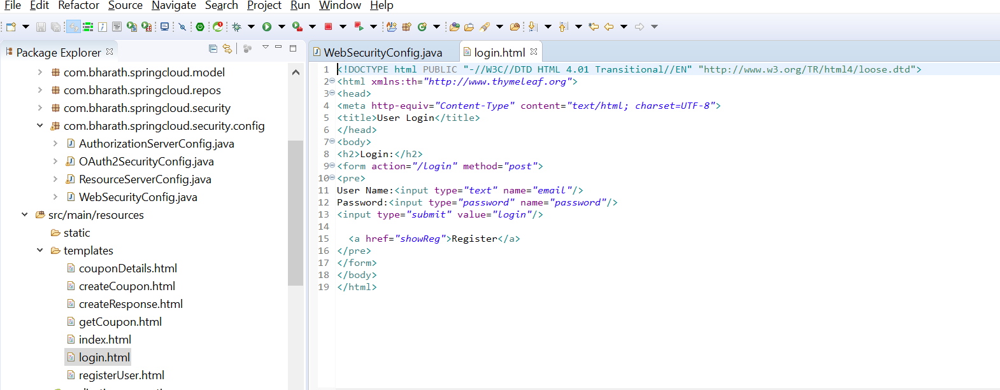 File Edit Refactor Source Navigate Search Project Run Window Help
Package Explorer
com.bharath.springcloud.model
com.bharath.springcloud.repos
com.bharath.springcloud.security
com.bharath.springcloud.security.config
AuthorizationServerConfig.java
OAuth2SecurityConfig.java
ResourceServerConfig.java
WebSecurityConfig.java
src/main/resources
static
templates
couponDetails.html
createCoupon.html
createResponse.html
getCoupon.html
index.html
login.html
registerUser.html
WebSecurityConfig.java login.html
1 <!DOCTYPE html PUBLIC "-//W3C//DTD HTML 4.01 Transitional//EN" "http://www.w3.org/TR/html4/loose.dtd">
2 <html xmlns:th="http://www.thymeleaf.org">
3 <head>
4 <meta http-equiv="Content-Type" content="text/html; charset=UTF-8">
5 <title>User Login</title>
6 </head>
7 <body>
8 <h2>Login:</h2>
9 <form action="/login" method="post">
10 <pre>
11 User Name:<input type="text" name="email"/>
12 Password:<input type="password" name="password"/>
13 <input type="submit" value="login"/>
14
15 <a href="showReg">Register</a>
16 </pre>
17 </form>
18 </body>
19 </html>